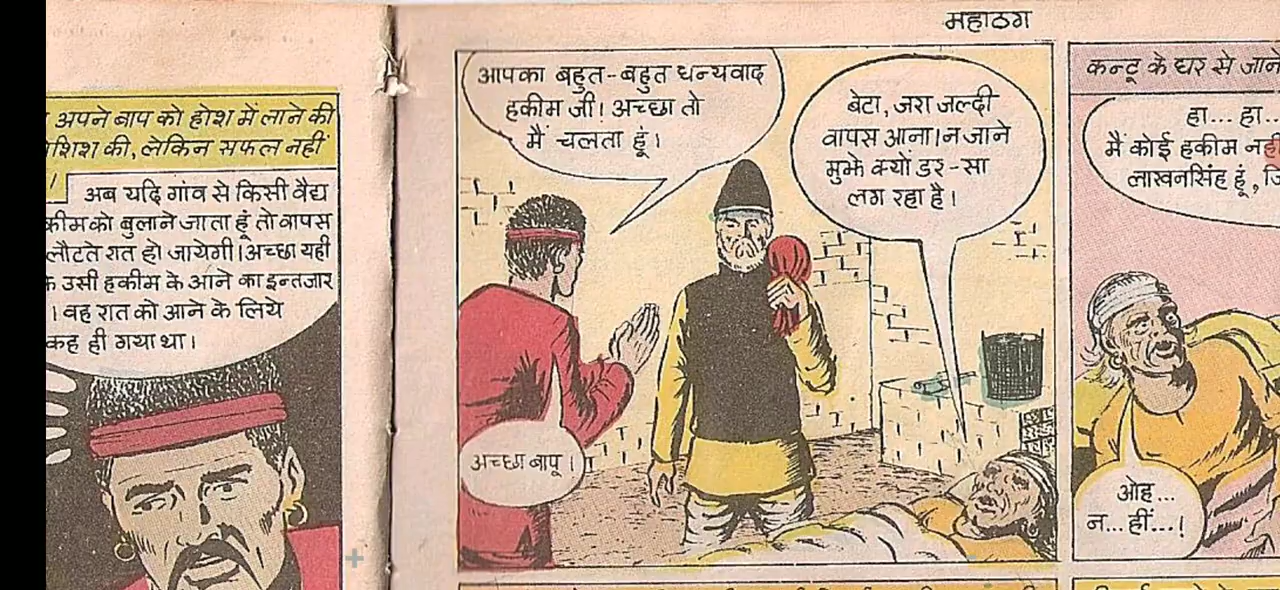 अपने बाप को होश में लाने की
शिश की, लेकिन सफल नहीं
।
अब यदि गांव से किसी वैद्य
कीमको बुलाने जाता हूं तो वापस
लौटते रात हो जायेगी। अच्छा यही
उसी हकीम के आने का इन्तजार
। वह रात को आने के लिये
कह ही गया था।
महाठग
आपका बहुत-बहुत धन्यवाद
हकीम जी! अच्छा तो
मैं चलता हूं।
बेटा, जरा जल्दी
वापस आना। न जाने
मुझे क्यों डर-सा
लग रहा है।
अच्छा बापू।
कन्टू के घर से जाने
हा... हा...
मैं कोई हकीम नहीं
लाखनसिंह हूं, जि
ओह...
न... हीं...!